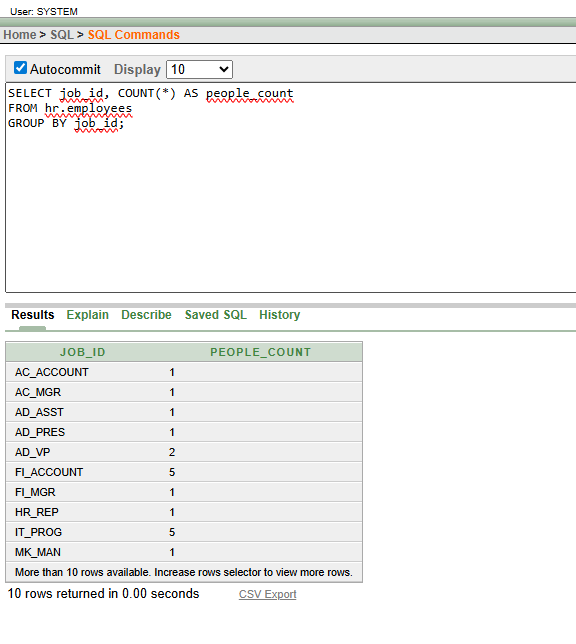 User: SYSTEM
Home > SQL > SQL Commands
Autocommit Display 10
SELECT job_id, COUNT(*) AS people_count
FROM hr.employees
GROUP BY job_id;
Results Explain Describe Saved SQL History
JOB_ID PEOPLE_COUNT
AC_ACCOUNT 1
AC_MGR 1
AD_ASST 1
AD_PRES 1
AD_VP 2
FI_ACCOUNT 5
FI_MGR 1
HR_REP 1
IT_PROG 5
MK_MAN 1
More than 10 rows available. Increase rows selector to view more rows.
10 rows returned in 0.00 seconds CSV Export